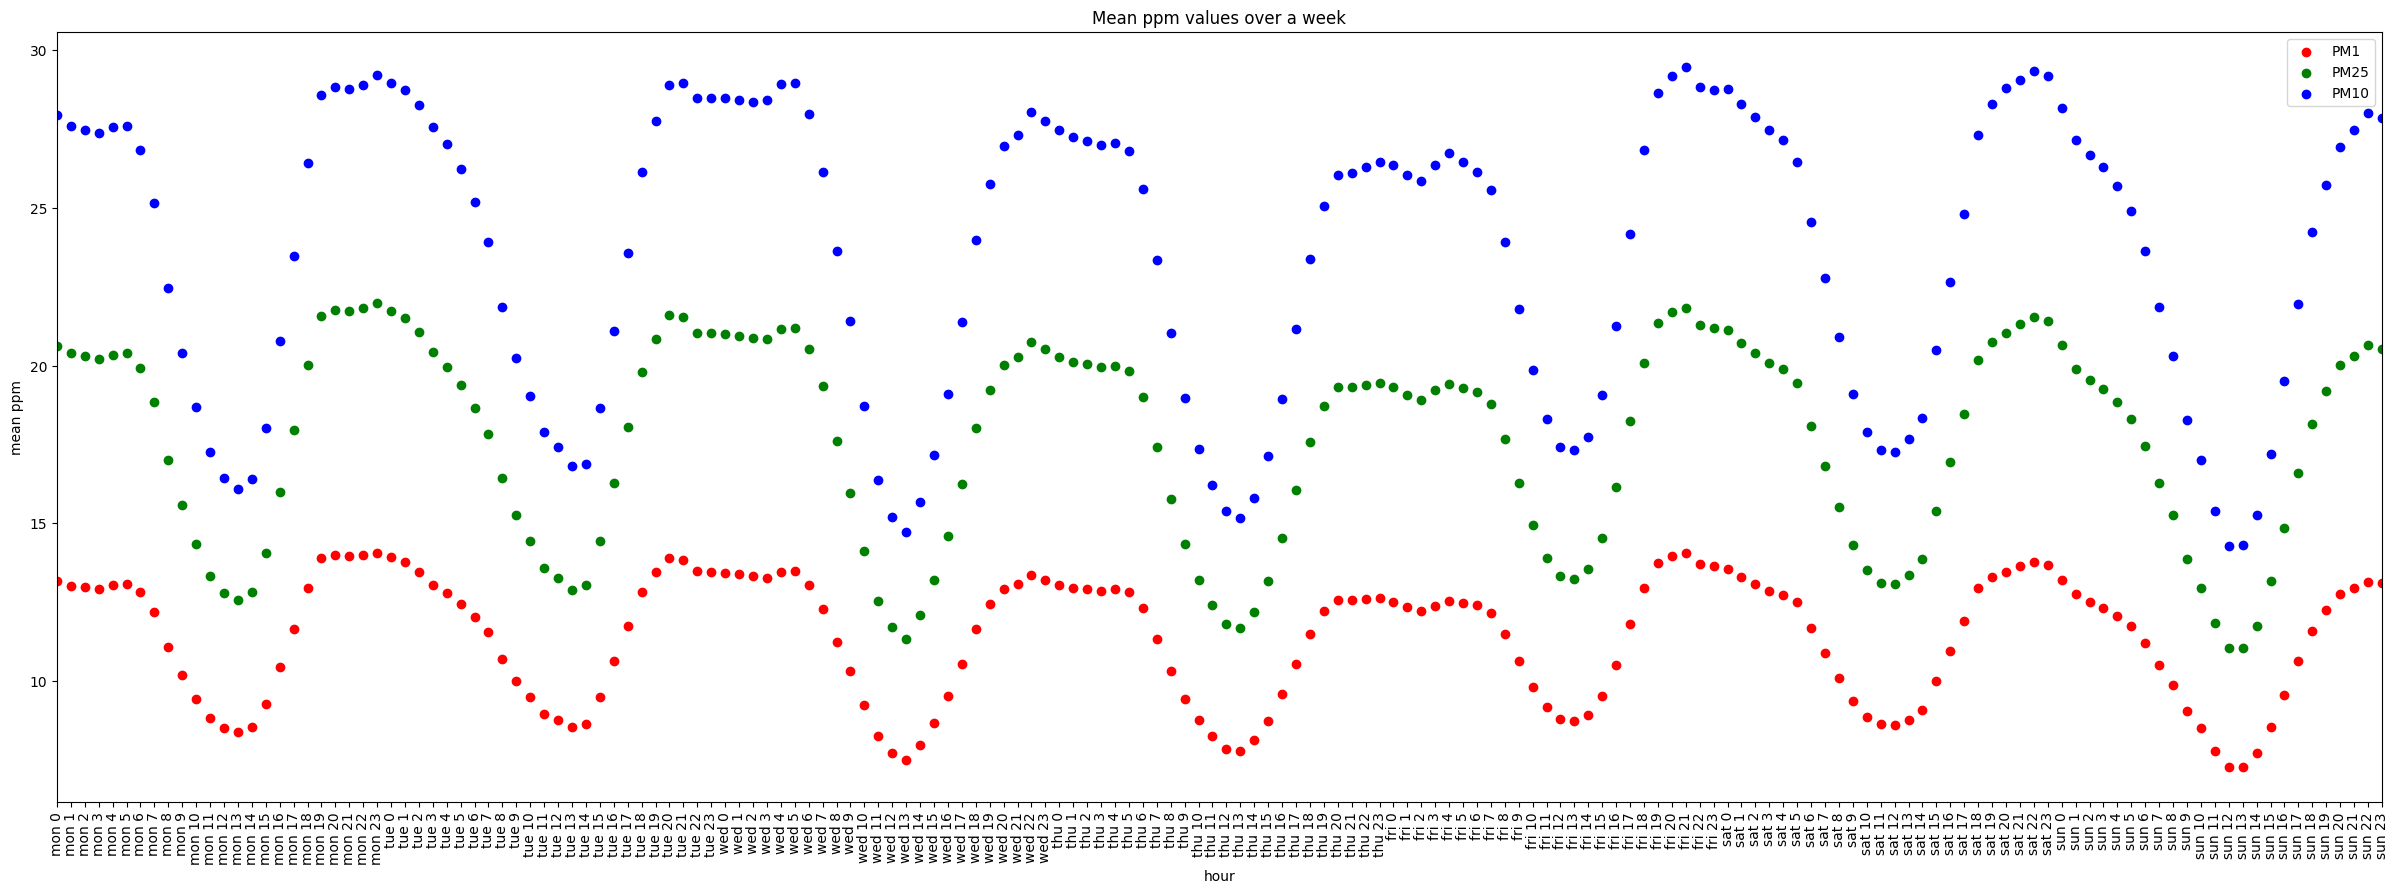 Mean ppm values over a week
30
25
20
15
10
mean ppm
PM1
PM25
PM10
mon 0
mon 1
mon 2
mon 3
mon 4
mon 5
mon 6
mon 7
mon 8
mon 9
mon 10
mon 11
mon 12
mon 13
mon 14
mon 15
mon 16
mon 17
mon 18
mon 19
mon 20
mon 21
mon 22
mon 23
tue 0
tue 1
tue 2
tue 3
tue 4
tue 5
tue 6
tue 7
tue 8
tue 9
tue 10
tue 11
tue 12
tue 13
tue 14
tue 15
tue 16
tue 17
tue 18
tue 19
tue 20
tue 21
tue 22
tue 23
wed 0
wed 1
wed 2
wed 3
wed 4
wed 5
wed 6
wed 7
wed 8
wed 9
wed 10
wed 11
wed 12
wed 13
wed 14
wed 15
wed 16
wed 17
wed 18
wed 19
wed 20
wed 21
wed 22
wed 23
thu 0
thu 1
thu 2
thu 3
thu 4
thu 5
thu 6
thu 7
thu 8
thu 9
thu 10
thu 11
thu 12
thu 13
thu 14
thu 15
thu 16
thu 17
thu 18
thu 19
thu 20
thu 21
thu 22
thu 23
fri 0
fri 1
fri 2
fri 3
fri 4
fri 5
fri 6
fri 7
fri 8
fri 9
fri 10
fri 11
fri 12
fri 13
fri 14
fri 15
fri 16
fri 17
fri 18
fri 19
fri 20
fri 21
fri 22
fri 23
sat 0
sat 1
sat 2
sat 3
sat 4
sat 5
sat 6
sat 7
sat 8
sat 9
sat 10
sat 11
sat 12
sat 13
sat 14
sat 15
sat 16
sat 17
sat 18
sat 19
sat 20
sat 21
sat 22
sat 23
sun 0
sun 1
sun 2
sun 3
sun 4
sun 5
sun 6
sun 7
sun 8
sun 9
sun 10
sun 11
sun 12
sun 13
sun 14
sun 15
sun 16
sun 17
sun 18
sun 19
sun 20
sun 21
sun 22
sun 23
hour